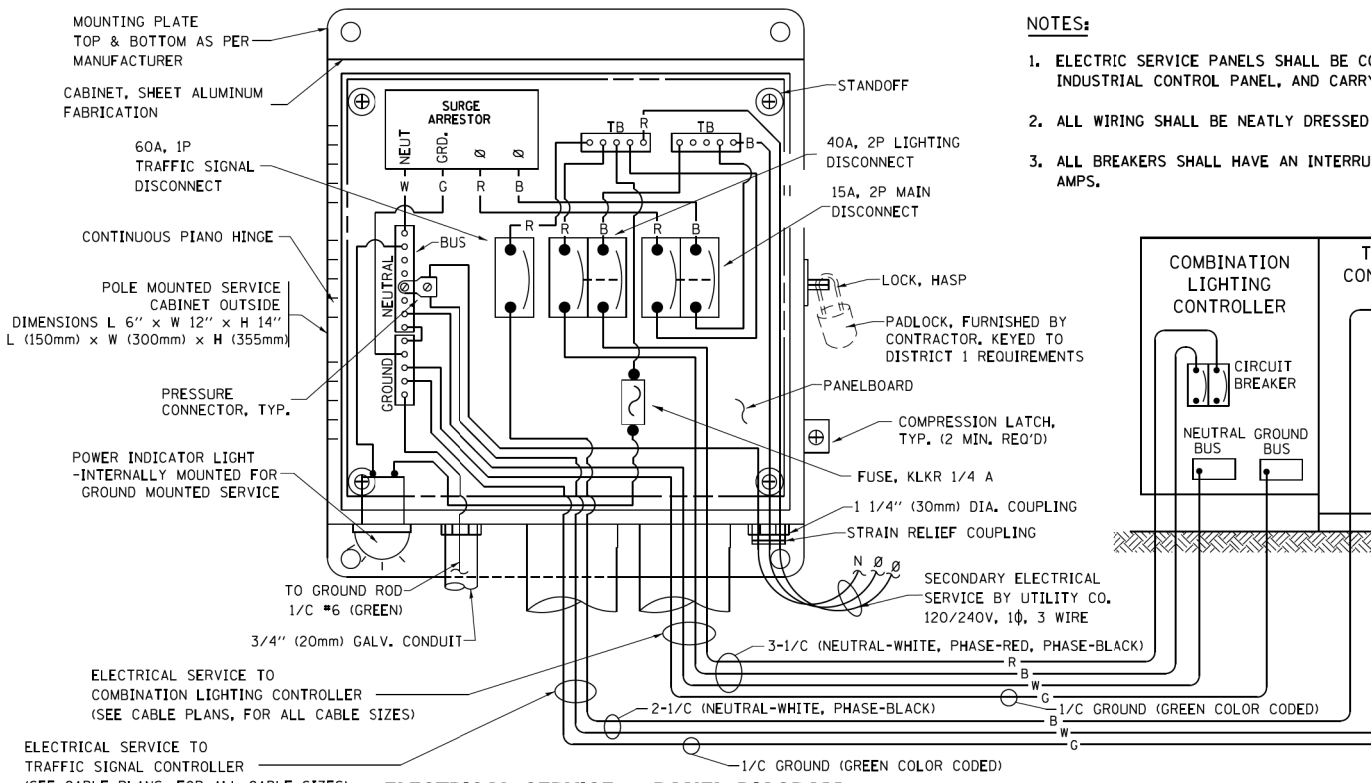 MOUNTING PLATE
TOP & BOTTOM AS PER
MANUFACTURER
CABINET, SHEET ALUMINUM
FABRICATION
60A, 1P
TRAFFIC SIGNAL
DISCONNECT
CONTINUOUS PIANO HINGE
POLE MOUNTED SERVICE
CABINET OUTSIDE
DIMENSIONS L 6" x W 12" x H 14"
L (150mm) x W (300mm) x H (355mm)
PRESSURE
CONNECTOR, TYP.
POWER INDICATOR LIGHT
-INTERNALLY MOUNTED FOR
GROUND MOUNTED SERVICE
TO GROUND ROD
1/C #6 (GREEN)
3/4" (20mm) GALV. CONDUIT
ELECTRICAL SERVICE TO
COMBINATION LIGHTING CONTROLLER
(SEE CABLE PLANS, FOR ALL CABLE SIZES)
ELECTRICAL SERVICE TO
TRAFFIC SIGNAL CONTROLLER
SURGE
ARRESTOR
NEUT
GRD.
Ø
Ø
W
G
R
B
TB
R
TB
B
R
R
B
R
B
BUS
NEUTRAL
GROUND
STANDOFF
40A, 2P LIGHTING
DISCONNECT
15A, 2P MAIN
DISCONNECT
LOCK, HASP
PADLOCK, FURNISHED BY
CONTRACTOR. KEYED TO
DISTRICT 1 REQUIREMENTS
PANELBOARD
COMPRESSION LATCH,
TYP. (2 MIN. REQ'D)
FUSE, KLKR 1/4 A
1 1/4" (30mm) DIA. COUPLING
STRAIN RELIEF COUPLING
N Ø Ø
SECONDARY ELECTRICAL
SERVICE BY UTILITY CO.
120/240V, 1ϕ, 3 WIRE
3-1/C (NEUTRAL-WHITE, PHASE-RED, PHASE-BLACK)
R
B
W
G
1/C GROUND (GREEN COLOR CODED)
2-1/C (NEUTRAL-WHITE, PHASE-BLACK)
B
W
G
1/C GROUND (GREEN COLOR CODED)
NOTES:
1. ELECTRIC SERVICE PANELS SHALL BE
INDUSTRIAL CONTROL PANEL, AND CARRY
2. ALL WIRING SHALL BE NEATLY DRESSED
3. ALL BREAKERS SHALL HAVE AN
AMPS.
COMBINATION
LIGHTING
CONTROLLER
CIRCUIT
BREAKER
NEUTRAL
BUS
GROUND
BUS